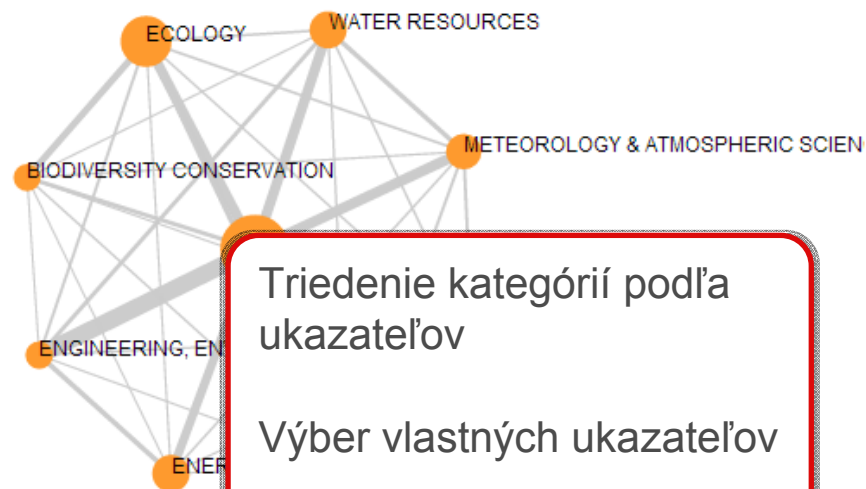 ECOLOGY
WATER RESOURCES
METEOROLOGY & ATMOSPHERIC SCIEN
BIODIVERSITY CONSERVATION
Triedenie kategórií podľa
ukazateľov
ENGINEERING, EN
Výber vlastných ukazateľov
ENER